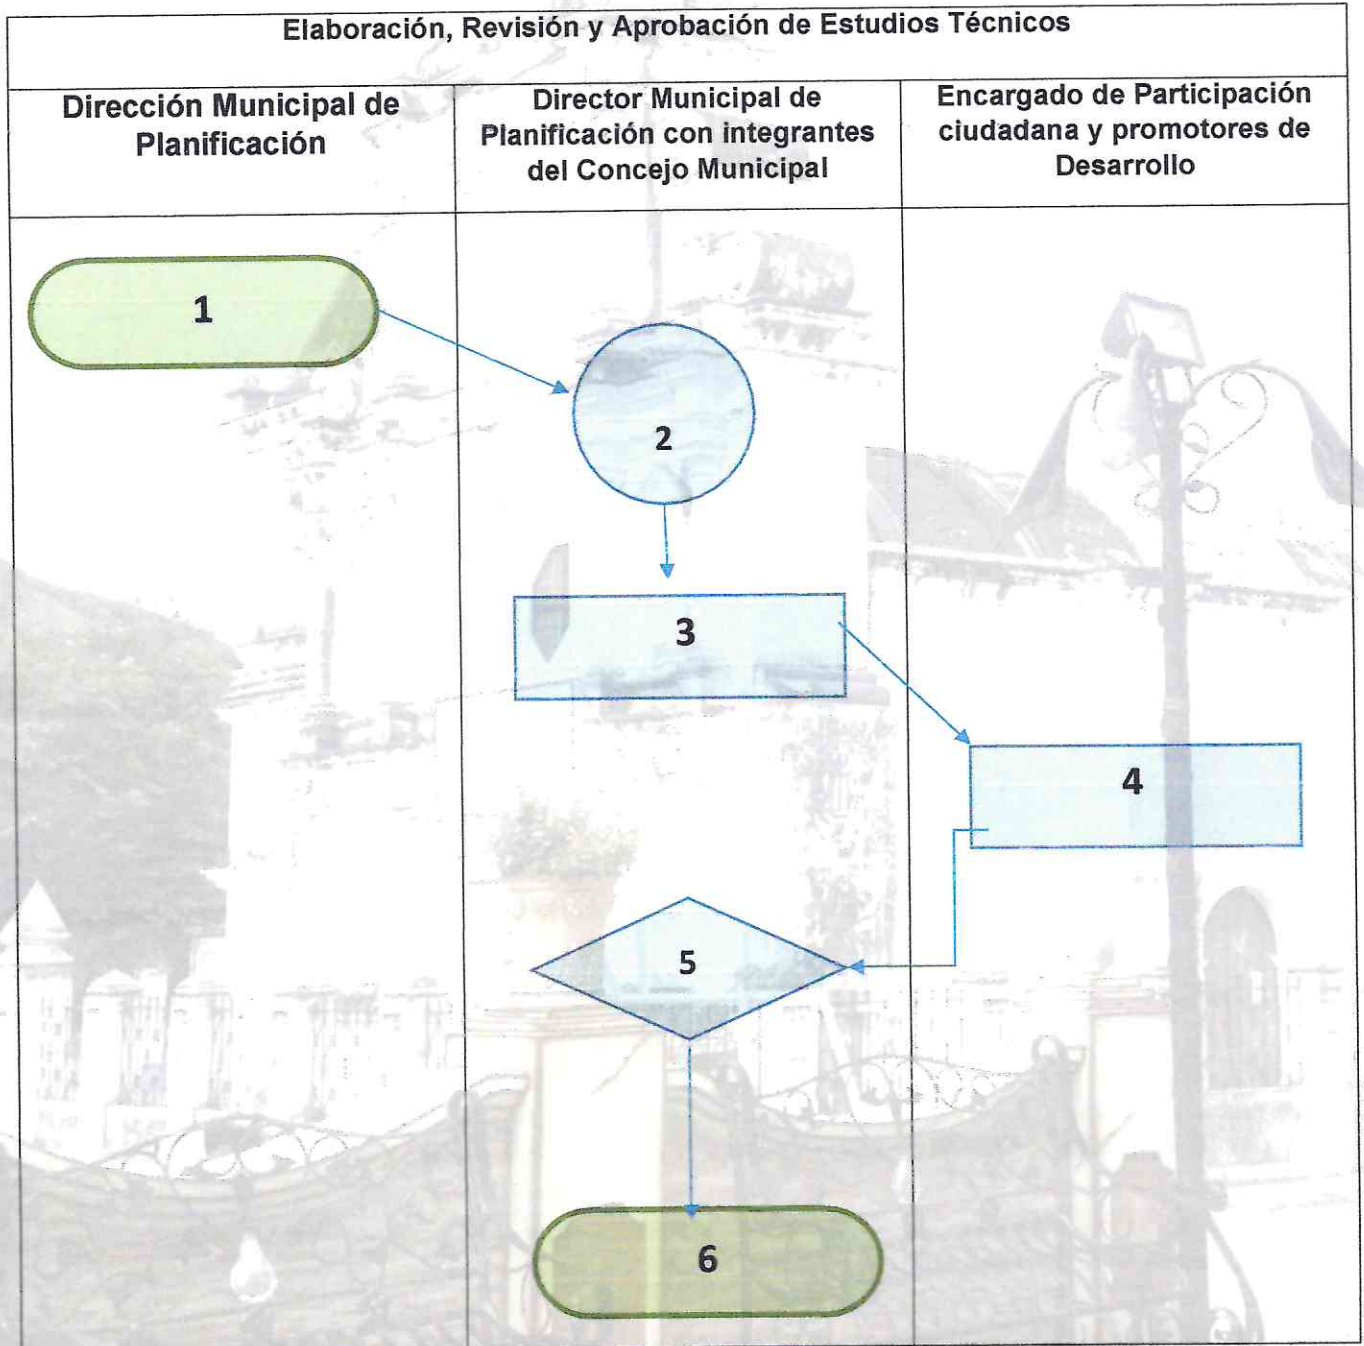 Elaboración, Revisión y Aprobación de Estudios Técnicos
Dirección Municipal de
Planificación
Director Municipal de
Planificación con integrantes
del Concejo Municipal
Encargado de Participación
ciudadana y promotores de
Desarrollo
1
2
3
4
5
6